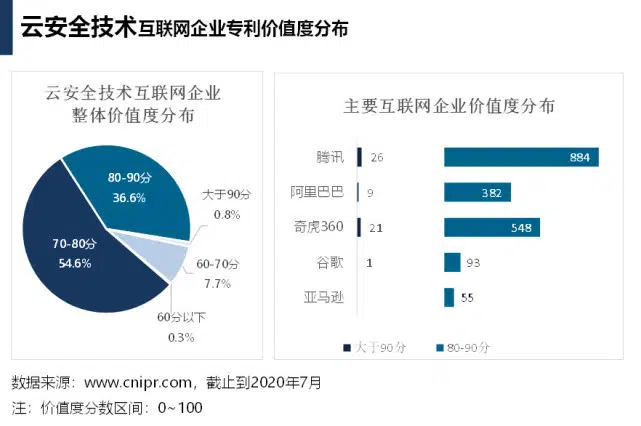 云安全技术互联网企业专利价值度分布
云安全技术互联网企业
整体价值度分布
80-90分
36.6%
大于90分
0.8%
70-80分
54.6%
60-70分
7.7%
60分以下
0.3%
主要互联网企业价值度分布
腾讯 26 884
阿里巴巴 9 382
奇虎360 21 548
谷歌 1 93
亚马逊 55
大于90分 80-90分
数据来源：www.cnipr.com，截止到2020年7月
注：价值度分数区间：0~100